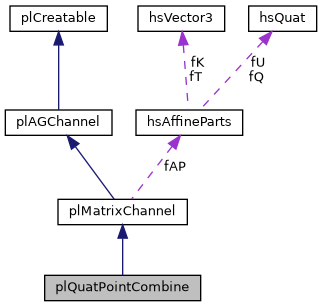 plCreatable
hsVector3
hsQuat
fK
fT
fU
fQ
plAGChannel
hsAffineParts
fAP
plMatrixChannel
plQuatPointCombine